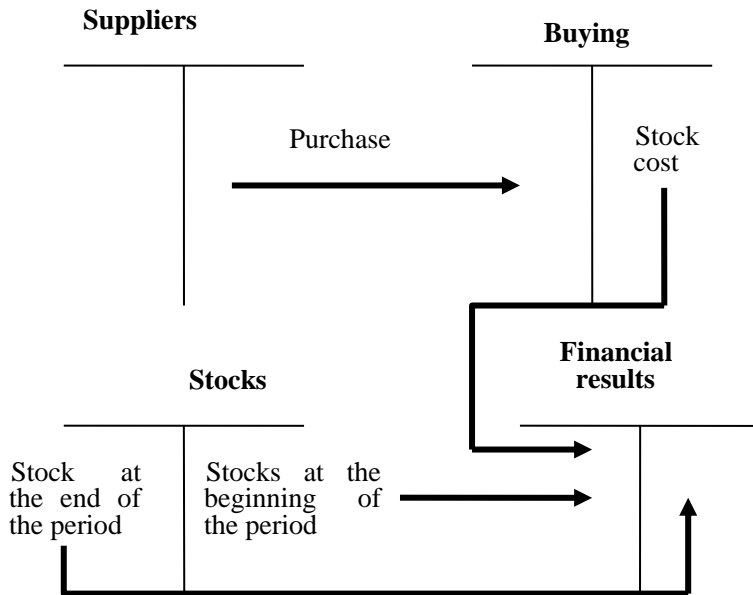 Suppliers
Buying
Purchase
Stock
cost
Stocks
Financial
results
Stock at
the end of
the period
Stocks at the
beginning of
the period